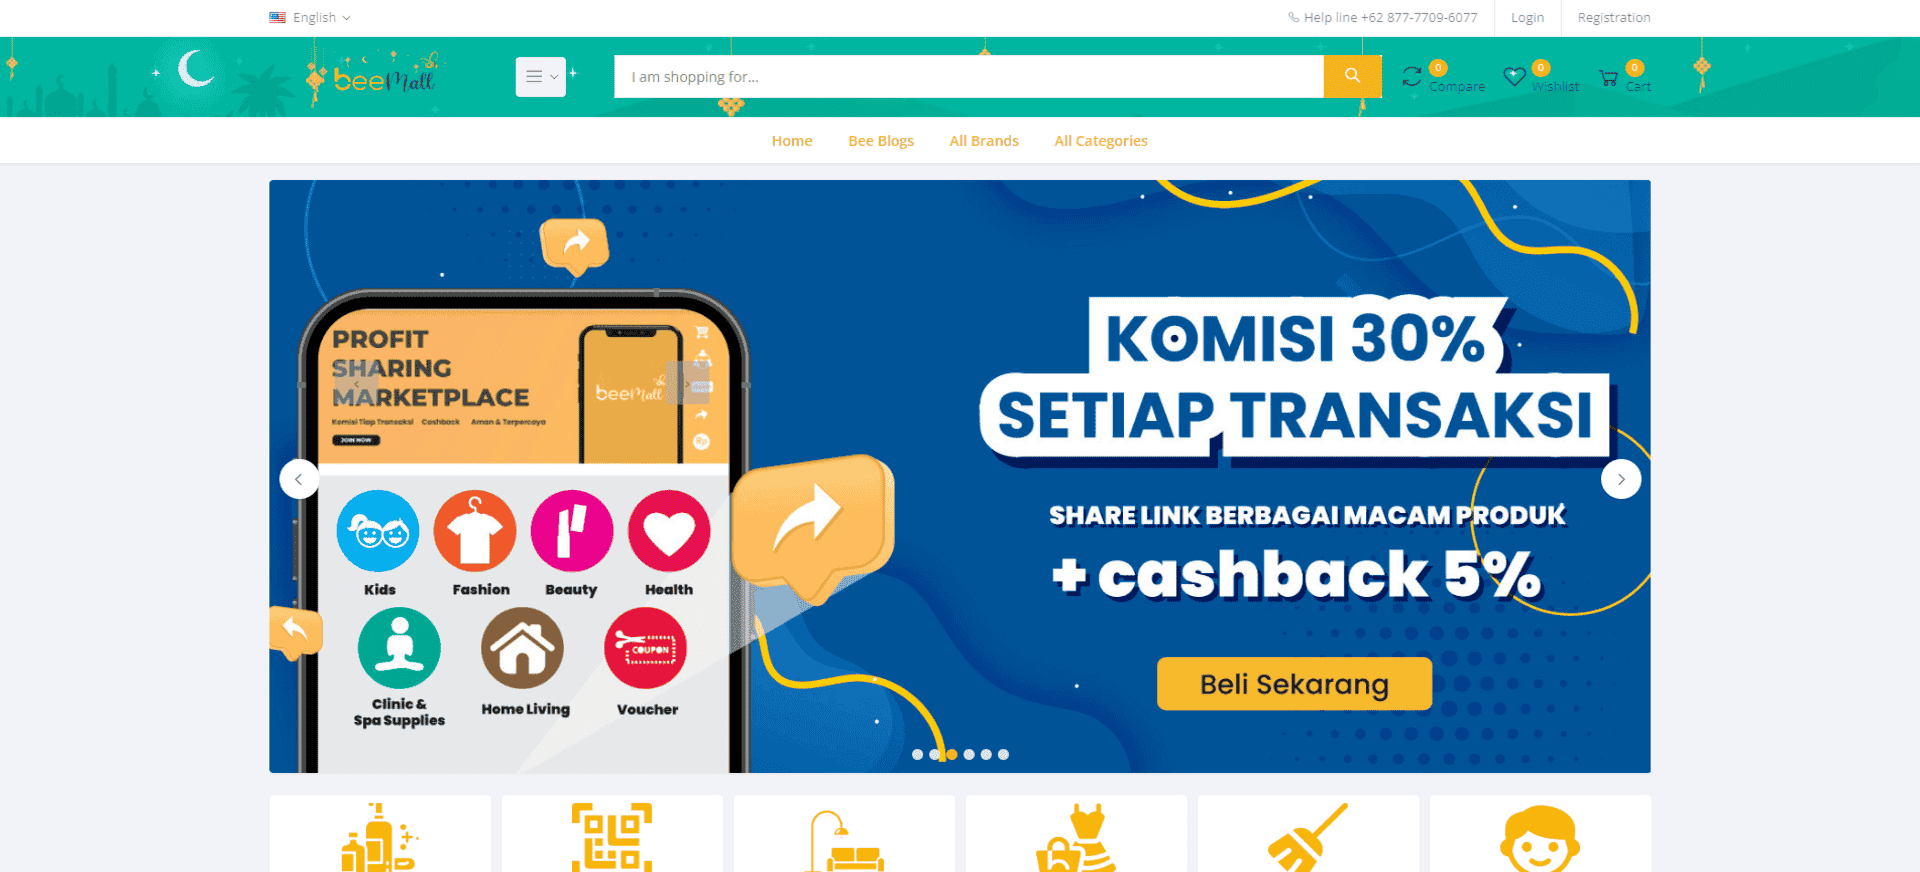 English
Help line +62 877-7709-6077
Login
Registration
beeMall
I am shopping for...
0
Compare
0
Wishlist
0
Cart
Home
Bee Blogs
All Brands
All Categories
PROFIT
SHARING
MARKETPLACE
Komisi Tiap Transaksi Cashback Aman & Terpercaya
JOIN NOW
beeMall
Rp
Kids
Fashion
Beauty
Health
COUPON
Clinic &
Spa Supplies
Home Living
Voucher
KOMISI 30%
SETIAP TRANSAKSI
SHARE LINK BERBAGAI MACAM PRODUK
+ cashback 5%
Beli Sekarang